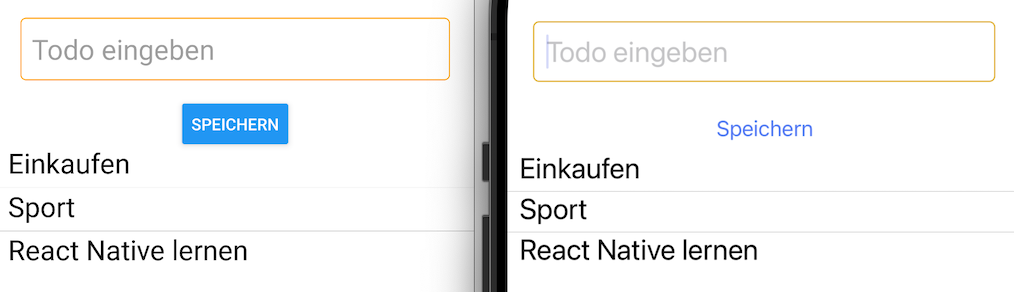 Todo eingeben
SPEICHERN
Einkaufen
Sport
React Native lernen
Todo eingeben
Speichern
Einkaufen
Sport
React Native lernen